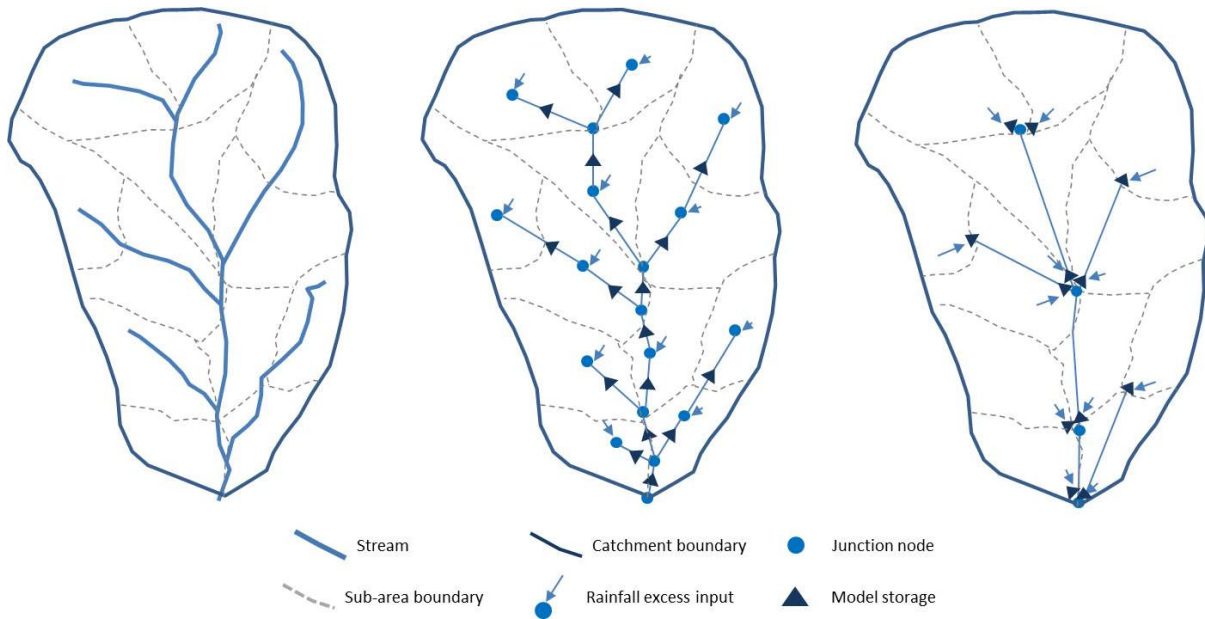 Stream
Catchment boundary
Junction node
Sub-area boundary
Rainfall excess input
Model storage